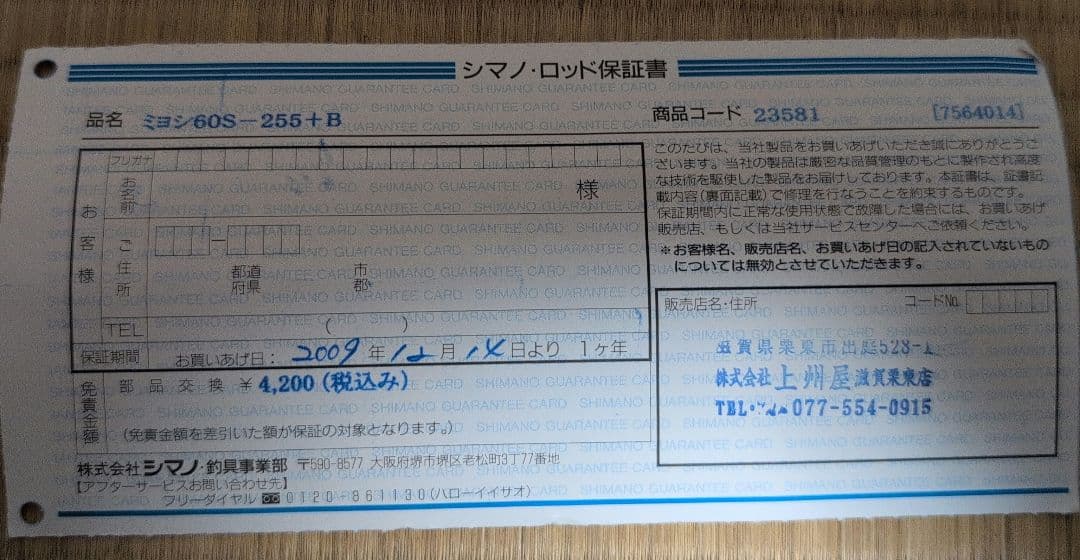 シマノ・ロッド保証書
品名 ミヨシ60S-255+B
商品コード 23581 [7564014]
フリガナ
お名前
様
お客様
ご住所
都道府県
市郡
TEL ( )
保証期間 お買いあげ日: 2009年12月14日より 1ヶ年
免責金額
部品交換 ¥4,200(税込み)
(免責金額を差引いた額が保証の対象となります。)
株式会社シマノ・釣具事業部 〒590-8577 大阪府堺市堺区老松町3丁77番地
【アフターサービスお問い合わせ先】
フリーダイヤル 0120-861130(ハローイイサオ)
このたびは、当社製品をお買いあげいただき誠にありがとうご
ざいます。当社の製品は厳密な品質管理のもとに製作され高度
な技術を駆使した製品をお届けしております。本証書は、証書記
載内容(裏面記載)で修理を行なうことを約束するものです。
保証期間内に正常な使用状態で故障した場合には、お買いあげ
販売店、もしくは当社サービスセンターへご依頼ください。
※お客様名、販売店名、お買いあげ日の記入されていないもの
については無効とさせていただきます。
販売店名・住所 コードNo.
滋賀県栗東市出庭528-1
株式会社上州屋滋賀栗東店
TEL・077-554-0915
SHIMANO GUARANTEE CARD